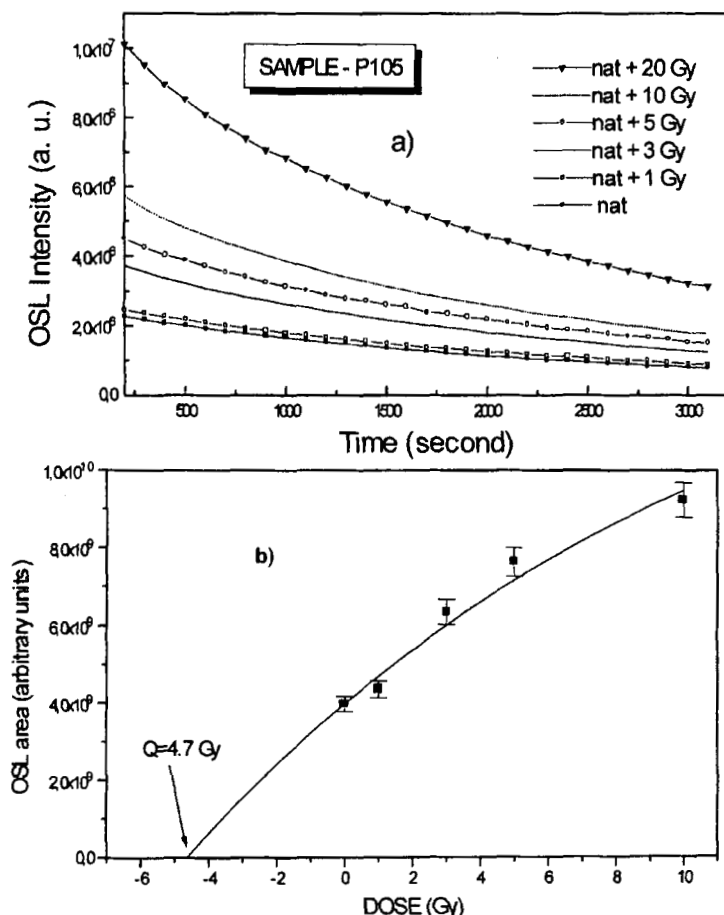 1,0x10⁷
8,0x10⁶
6,0x10⁶
4,0x10⁶
2,0x10⁶
0,0
OSL Intensity (a. u.)
SAMPLE - P105
a)
nat + 20 Gy
nat + 10 Gy
nat + 5 Gy
nat + 3 Gy
nat + 1 Gy
nat
500 1000 1500 2000 2500 3000
Time (second)
1,0x10¹⁰
8,0x10⁹
6,0x10⁹
4,0x10⁹
2,0x10⁹
0,0
OSL area (arbitrary units)
b)
Q=4.7 Gy
-6 -4 -2 0 2 4 6 8 10
DOSE (Gy)